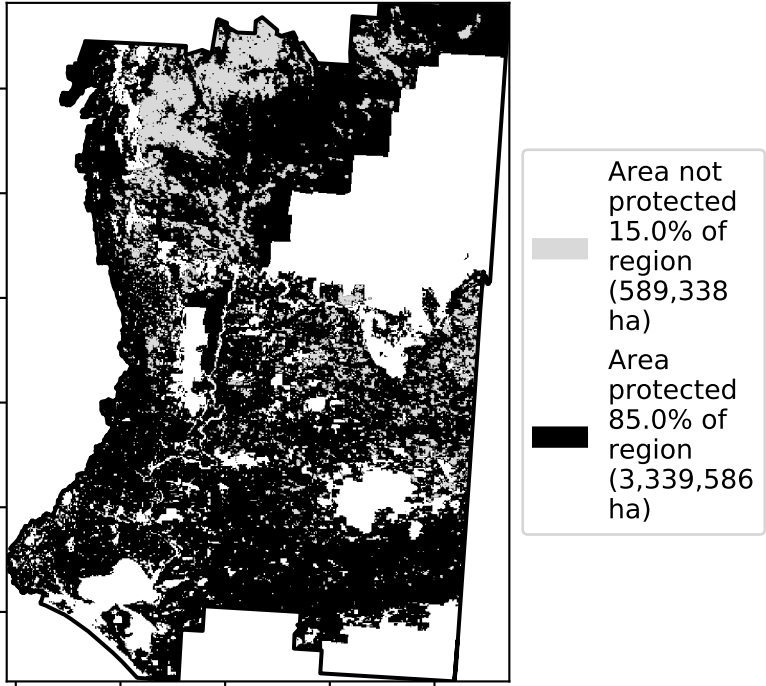 Area not
protected
15.0% of
region
(589,338
ha)
Area
protected
85.0% of
region
(3,339,586
ha)